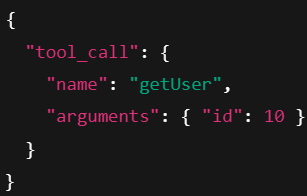 {
  "tool_call": {
    "name": "getUser",
    "arguments": { "id": 10 }
  }
}